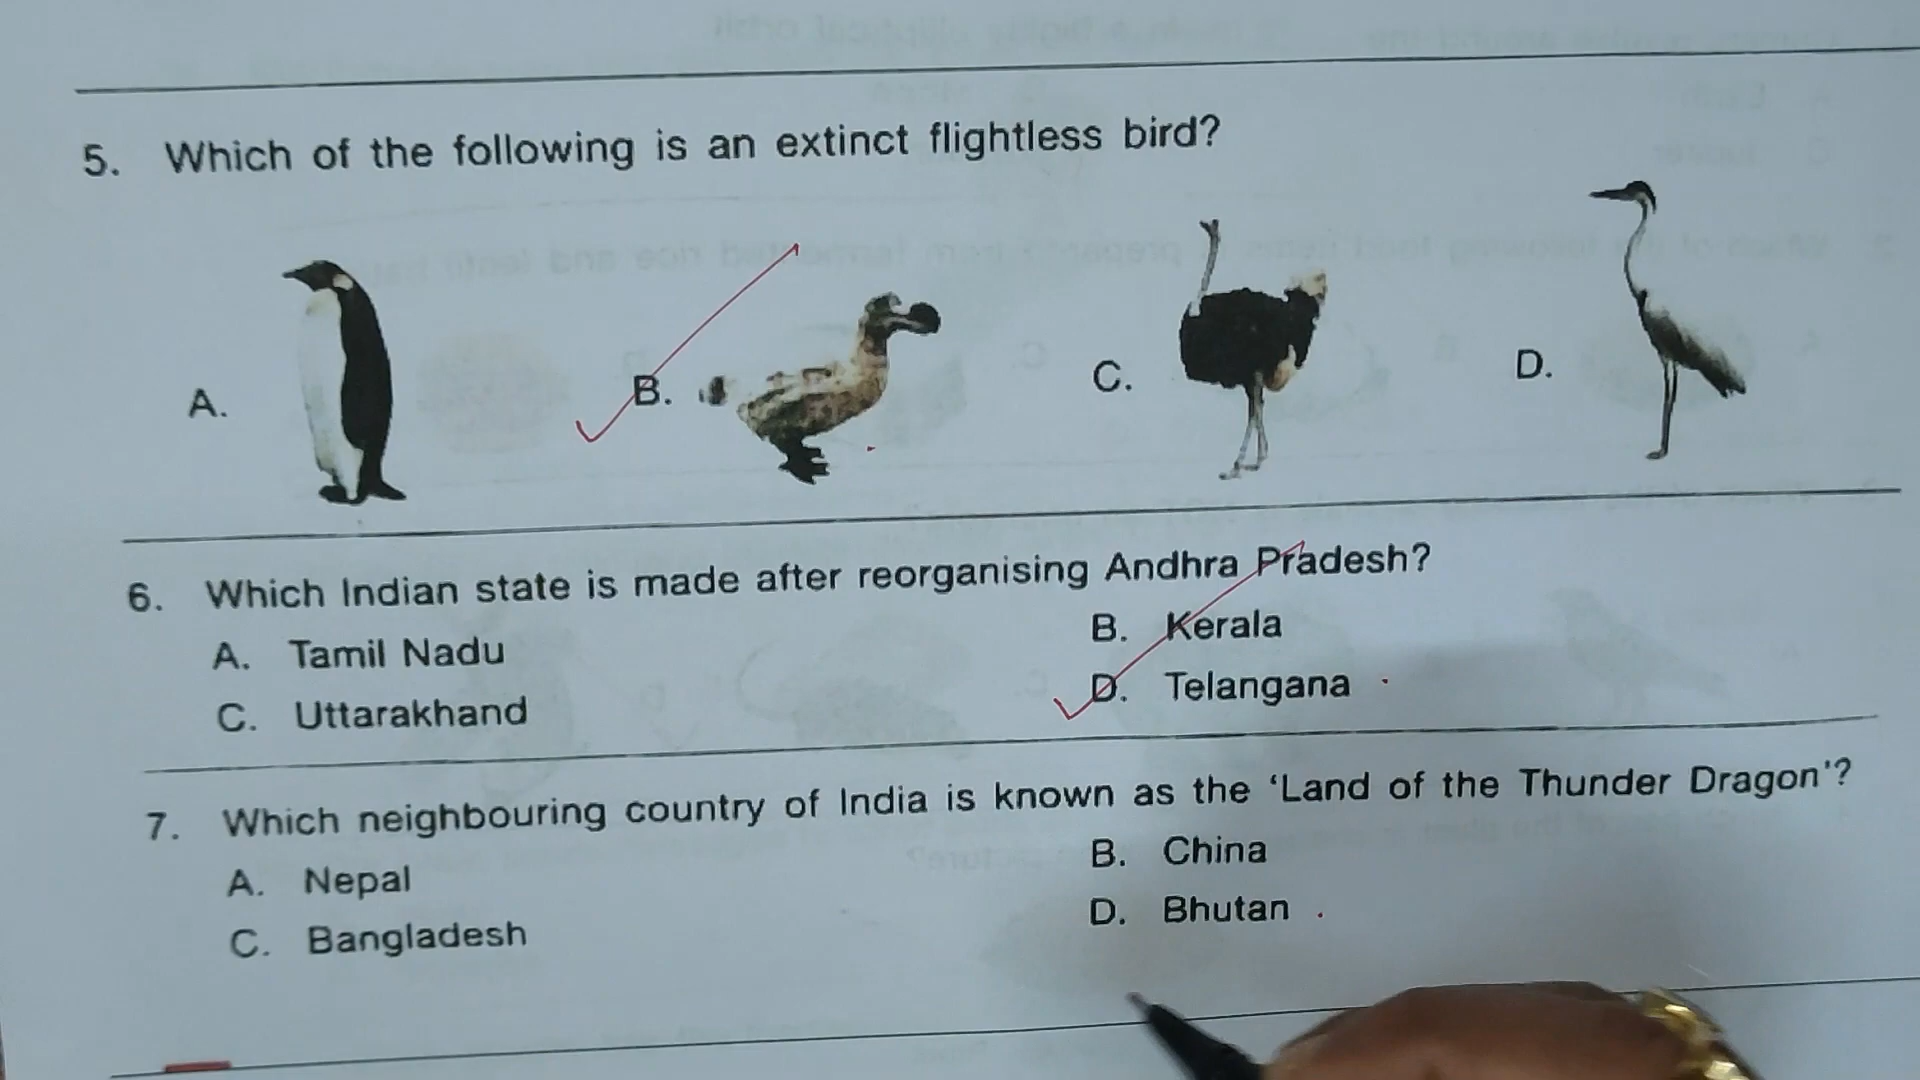 5. Which of the following is an extinct flightless bird?
A. B. C. D.
6. Which Indian state is made after reorganising Andhra Pradesh?
A. Tamil Nadu B. Kerala
C. Uttarakhand D. Telangana
7. Which neighbouring country of India is known as the ‘Land of the Thunder Dragon’?
A. Nepal B. China
C. Bangladesh D. Bhutan